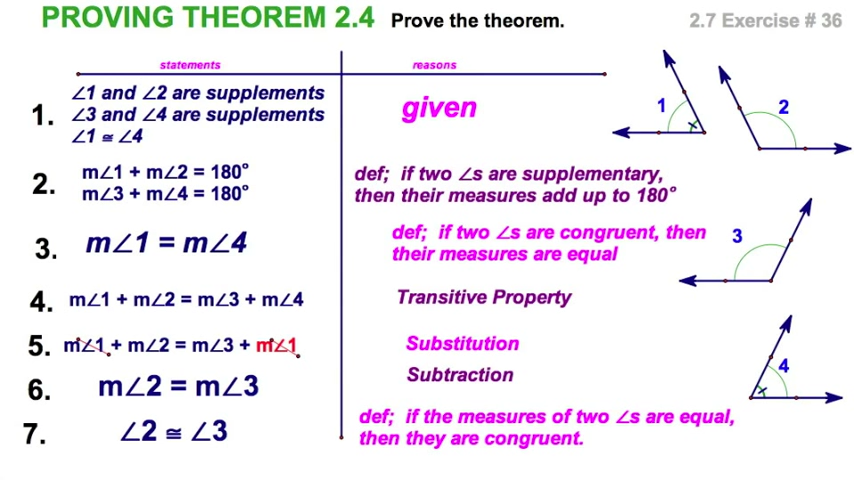 PROVING THEOREM 2.4 Prove the theorem. 2.7 Exercise # 36
statements reasons
1. ∠1 and ∠2 are supplements
∠3 and ∠4 are supplements
∠1 ≅ ∠4
given
2. m∠1 + m∠2 = 180°
m∠3 + m∠4 = 180°
def; if two ∠s are supplementary,
then their measures add up to 180°
3. m∠1 = m∠4
def; if two ∠s are congruent, then
their measures are equal
4. m∠1 + m∠2 = m∠3 + m∠4 Transitive Property
5. m∠1 + m∠2 = m∠3 + m∠1 Substitution
6. m∠2 = m∠3 Subtraction
7. ∠2 ≅ ∠3
def; if the measures of two ∠s are equal,
then they are congruent.
1
2
3
4